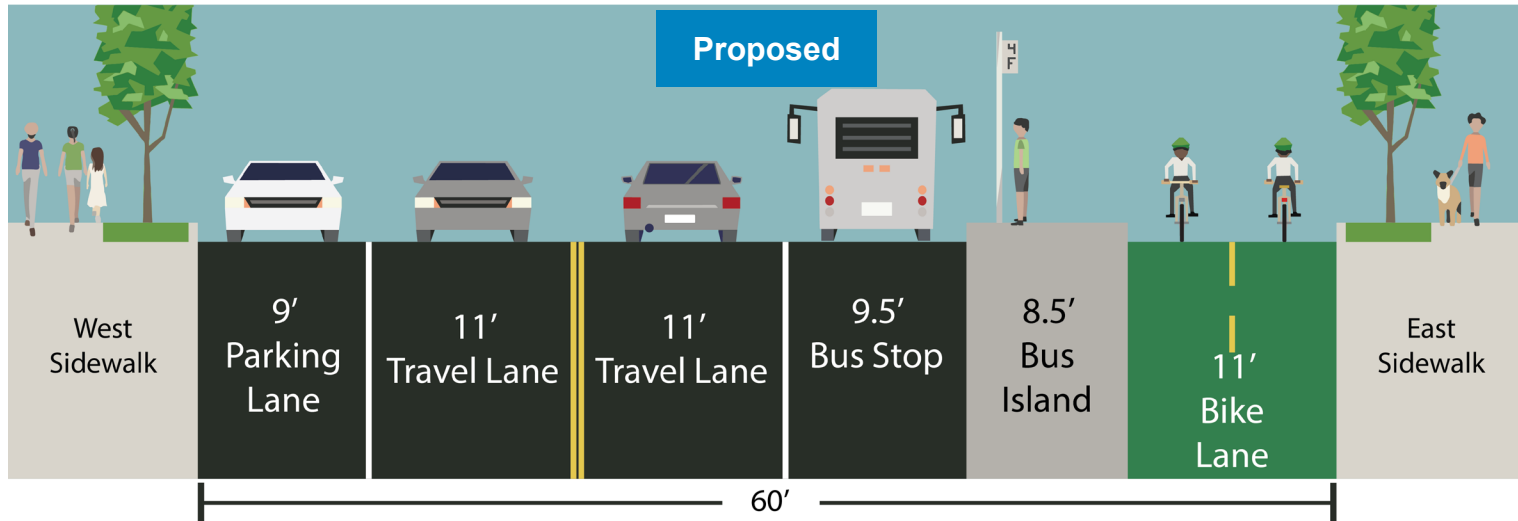 Proposed
4
F
West
Sidewalk
9’
Parking
Lane
11’
Travel Lane
11’
Travel Lane
9.5’
Bus Stop
8.5’
Bus
Island
11’
Bike
Lane
East
Sidewalk
60’